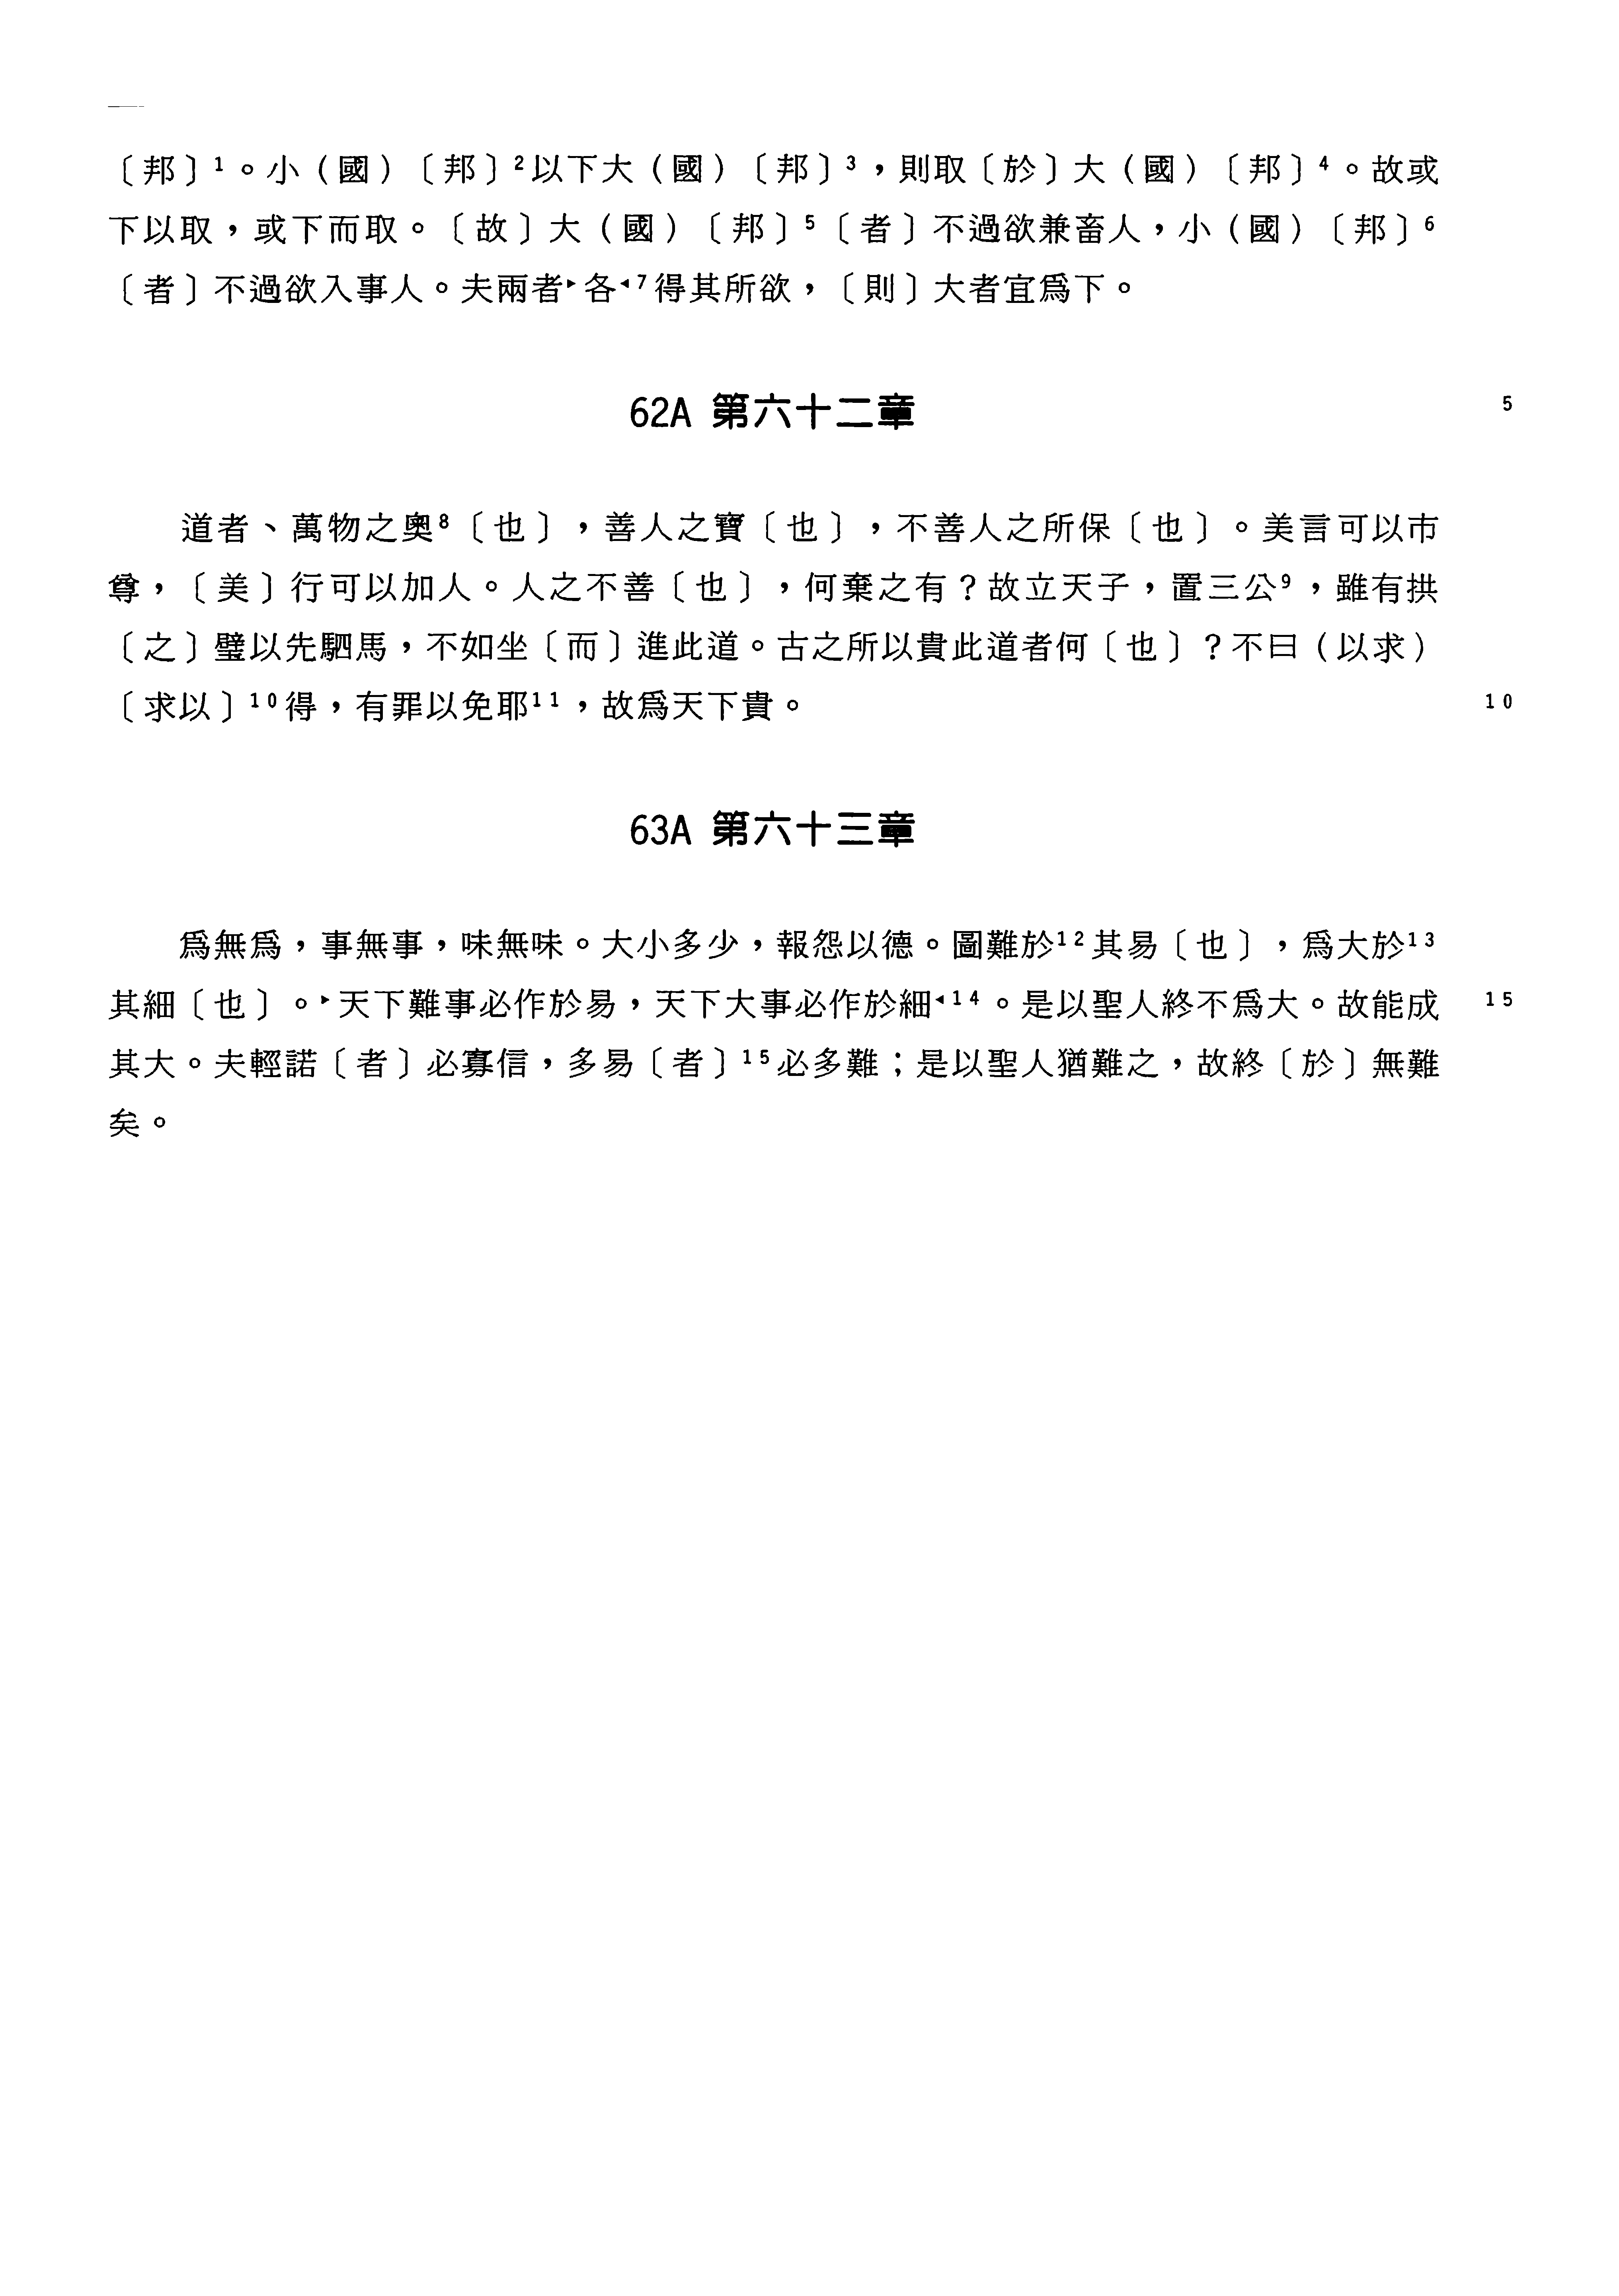 〔邦〕¹。小（國）〔邦〕²以下大（國）〔邦〕³，則取〔於〕大（國）〔邦〕⁴。故或
下以取，或下而取。〔故〕大（國）〔邦〕⁵〔者〕不過欲兼畜人，小（國）〔邦〕⁶
〔者〕不過欲入事人。夫兩者▸各◂⁷得其所欲，〔則〕大者宜爲下。
62A 第六十二章 5
道者、萬物之奧⁸〔也〕，善人之寶〔也〕，不善人之所保〔也〕。美言可以市
尊，〔美〕行可以加人。人之不善〔也〕，何棄之有？故立天子，置三公⁹，雖有拱
〔之〕璧以先駟馬，不如坐〔而〕進此道。古之所以貴此道者何〔也〕？不曰（以求）
〔求以〕¹⁰得，有罪以免耶¹¹，故爲天下貴。 10
63A 第六十三章
爲無爲，事無事，味無味。大小多少，報怨以德。圖難於¹²其易〔也〕，爲大於¹³
其細〔也〕。▸天下難事必作於易，天下大事必作於細◂¹⁴。是以聖人終不爲大。故能成 15
其大。夫輕諾〔者〕必寡信，多易〔者〕¹⁵必多難；是以聖人猶難之，故終〔於〕無難
矣。